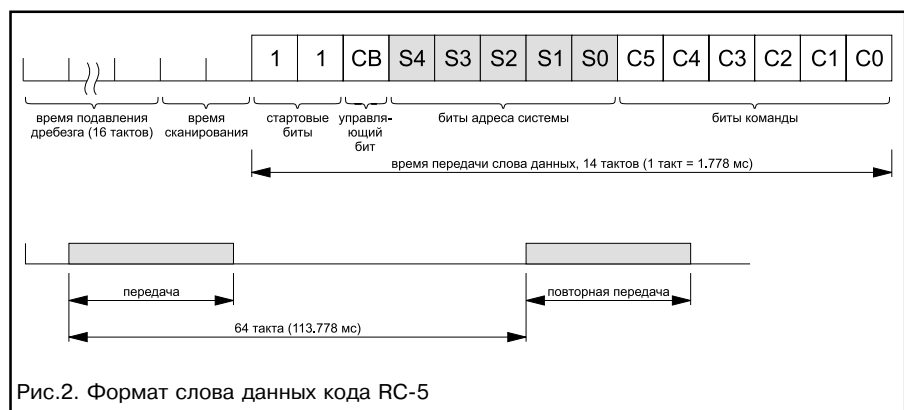 1 1 CB S4 S3 S2 S1 S0 C5 C4 C3 C2 C1 C0
время подавления
дребезга (16 тактов)
время
сканирования
стартовые
биты
управля-
ющий
бит
биты адреса системы
биты команды
время передачи слова данных, 14 тактов (1 такт = 1.778 мс)
передача
повторная передача
64 такта (113.778 мс)
Рис.2. Формат слова данных кода RC-5